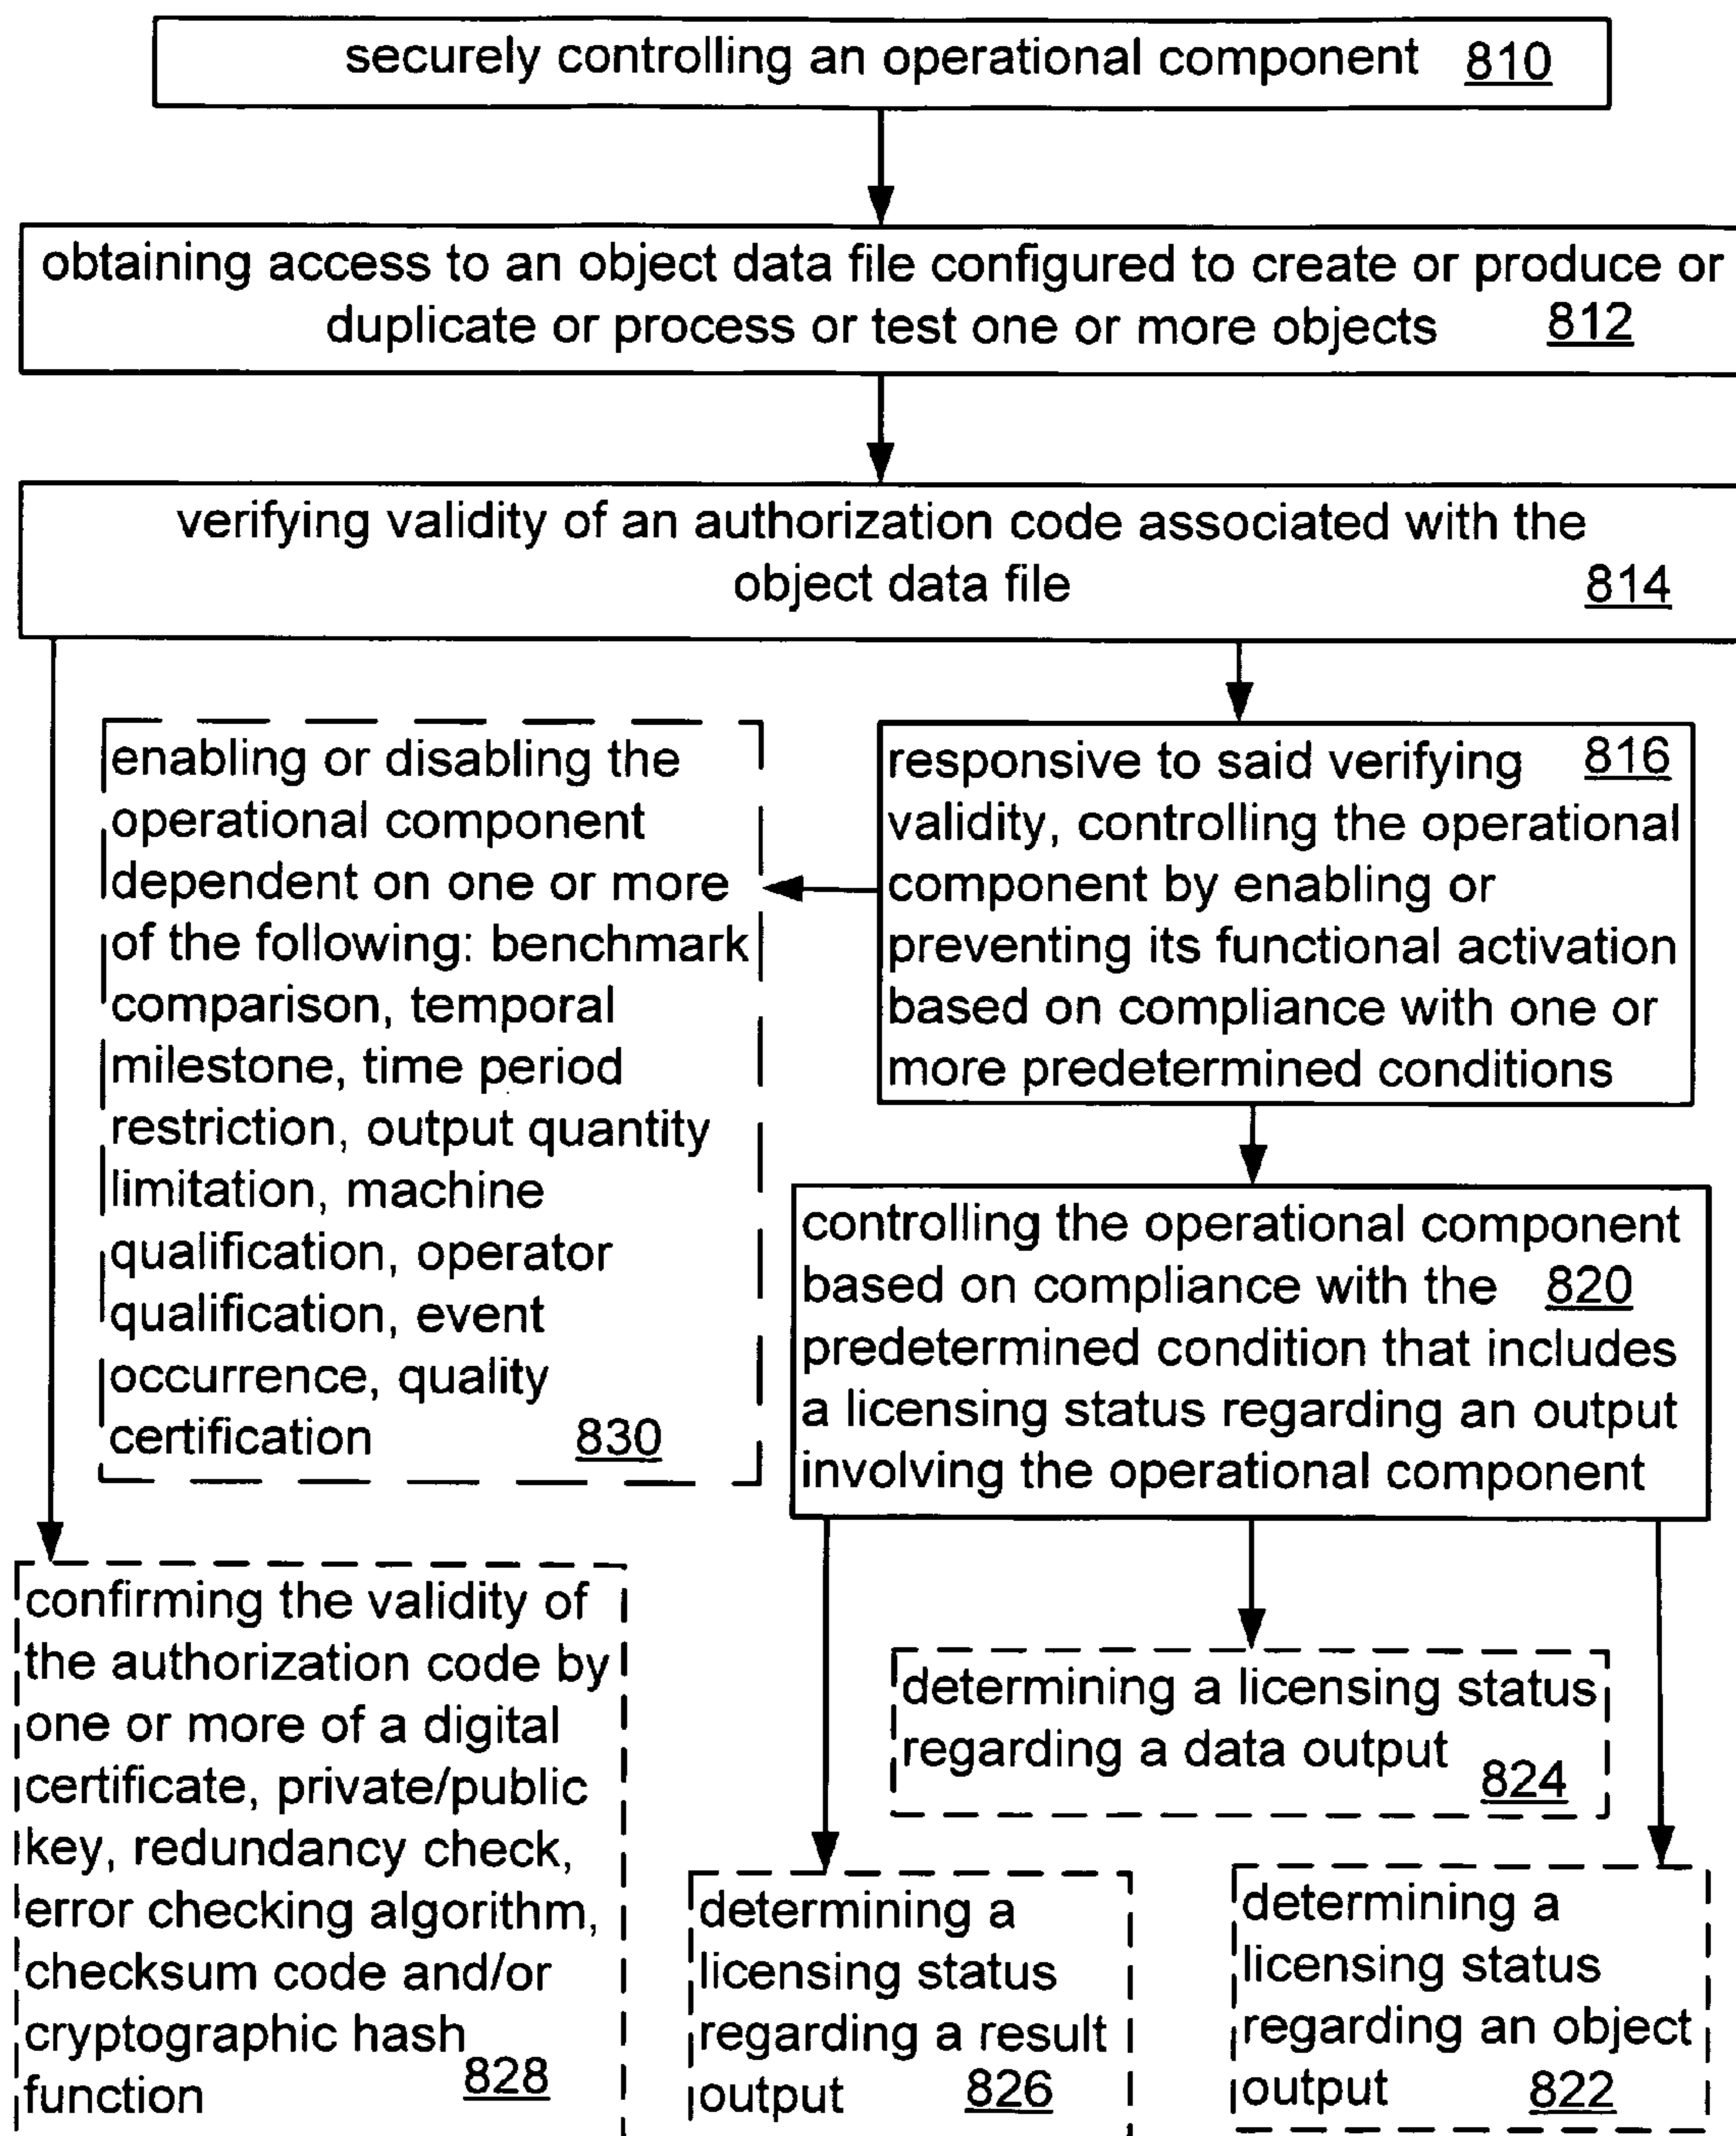 securely controlling an operational component 810
obtaining access to an object data file configured to create or produce or
duplicate or process or test one or more objects 812
verifying validity of an authorization code associated with the
object data file 814
enabling or disabling the
operational component
dependent on one or more
of the following: benchmark
comparison, temporal
milestone, time period
restriction, output quantity
limitation, machine
qualification, operator
qualification, event
occurrence, quality
certification 830
responsive to said verifying 816
validity, controlling the operational
component by enabling or
preventing its functional activation
based on compliance with one or
more predetermined conditions
controlling the operational component
based on compliance with the 820
predetermined condition that includes
a licensing status regarding an output
involving the operational component
confirming the validity of
the authorization code by
one or more of a digital
certificate, private/public
key, redundancy check,
error checking algorithm,
checksum code and/or
cryptographic hash
function 828
determining a licensing status
regarding a data output 824
determining a
licensing status
regarding a result
output 826
determining a
licensing status
regarding an object
output 822